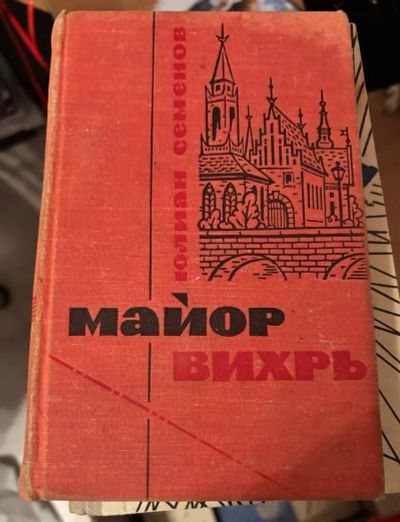 Юлиан Семенов
майор
вихрь